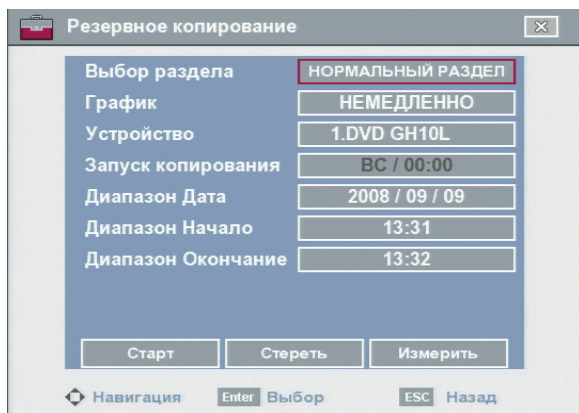 Резервное копирование
Выбор раздела НОРМАЛЬНЫЙ РАЗДЕЛ
График НЕМЕДЛЕННО
Устройство 1.DVD GH10L
Запуск копирования ВС / 00:00
Диапазон Дата 2008 / 09 / 09
Диапазон Начало 13:31
Диапазон Окончание 13:32
Старт Стереть Измерить
Навигация Enter Выбор ESC Назад